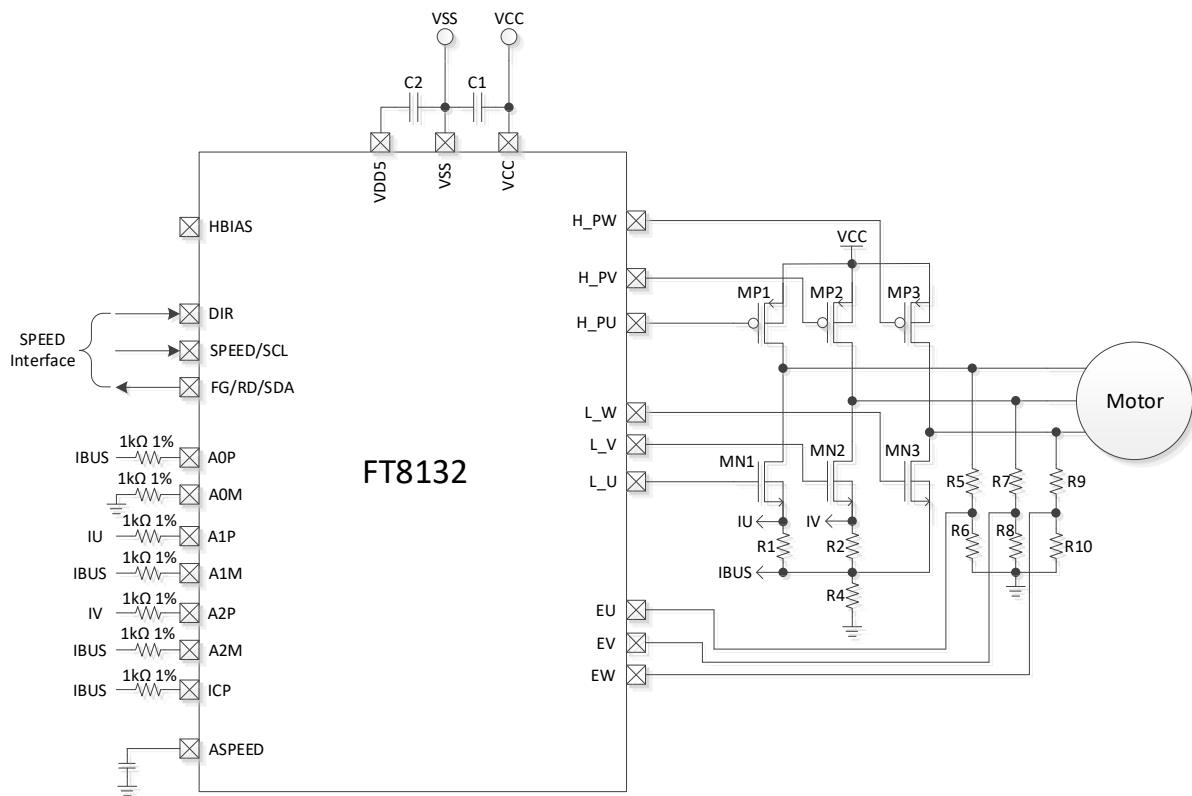 VSS
VCC
C2
C1
VDD5
VSS
VCC
HBIAS
DIR
SPEED/SCL
FG/RD/SDA
SPEED
Interface
1kΩ 1%
IBUS
A0P
1kΩ 1%
A0M
1kΩ 1%
IU
A1P
1kΩ 1%
IBUS
A1M
1kΩ 1%
IV
A2P
1kΩ 1%
IBUS
A2M
1kΩ 1%
IBUS
ICP
ASPEED
FT8132
H_PW
H_PV
H_PU
L_W
L_V
L_U
EU
EV
EW
VCC
MP1
MP2
MP3
MN1
MN2
MN3
IU
IV
R1
R2
IBUS
R4
R5
R7
R9
R6
R8
R10
Motor